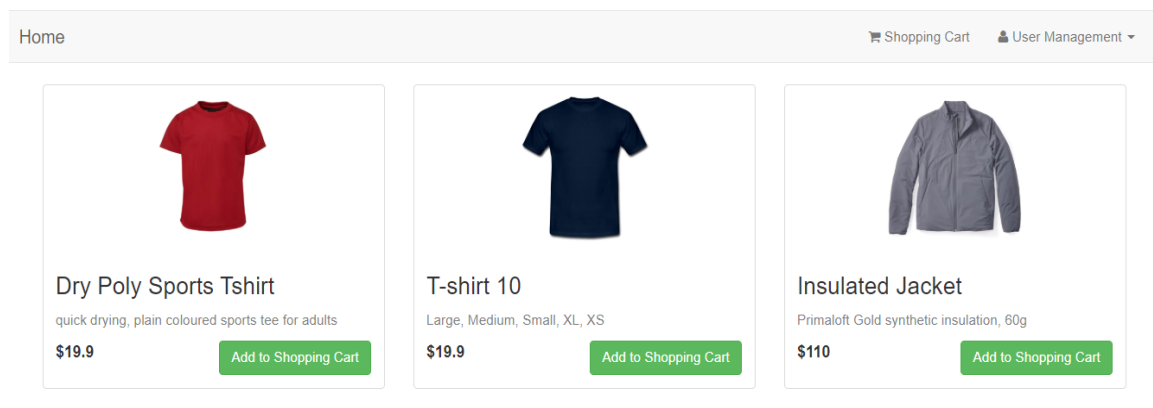 Home
Shopping Cart
User Management
Dry Poly Sports Tshirt
quick drying, plain coloured sports tee for adults
$19.9
Add to Shopping Cart
T-shirt 10
Large, Medium, Small, XL, XS
$19.9
Add to Shopping Cart
Insulated Jacket
Primaloft Gold synthetic insulation, 60g
$110
Add to Shopping Cart